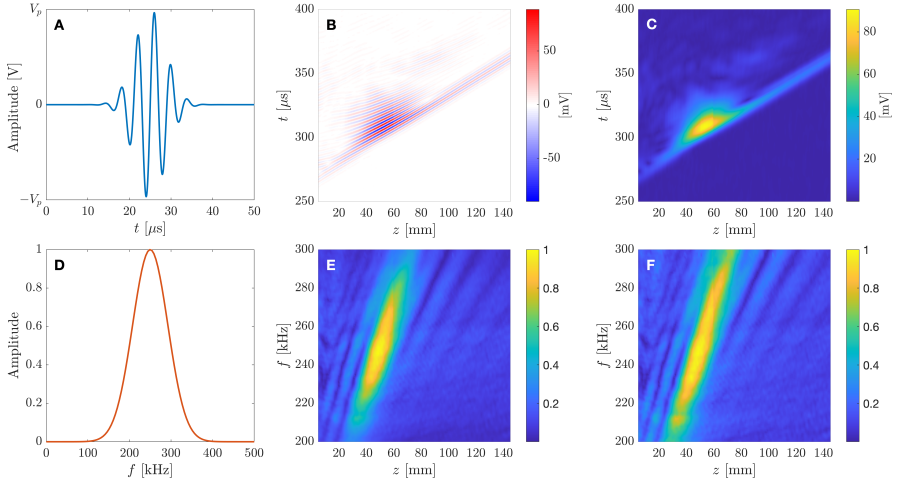 A
Amplitude [V]
V_p
0
−V_p
0 10 20 30 40 50
t [μs]
B
t [μs]
400
350
300
250
20 40 60 80 100 120 140
z [mm]
50
0
-50
[mV]
C
t [μs]
400
350
300
250
20 40 60 80 100 120 140
z [mm]
80
60
40
20
[mV]
D
Amplitude
1
0.8
0.6
0.4
0.2
0
0 100 200 300 400 500
f [kHz]
E
f [kHz]
300
280
260
240
220
200
20 40 60 80 100 120 140
z [mm]
1
0.8
0.6
0.4
0.2
F
f [kHz]
300
280
260
240
220
200
20 40 60 80 100 120 140
z [mm]
1
0.8
0.6
0.4
0.2